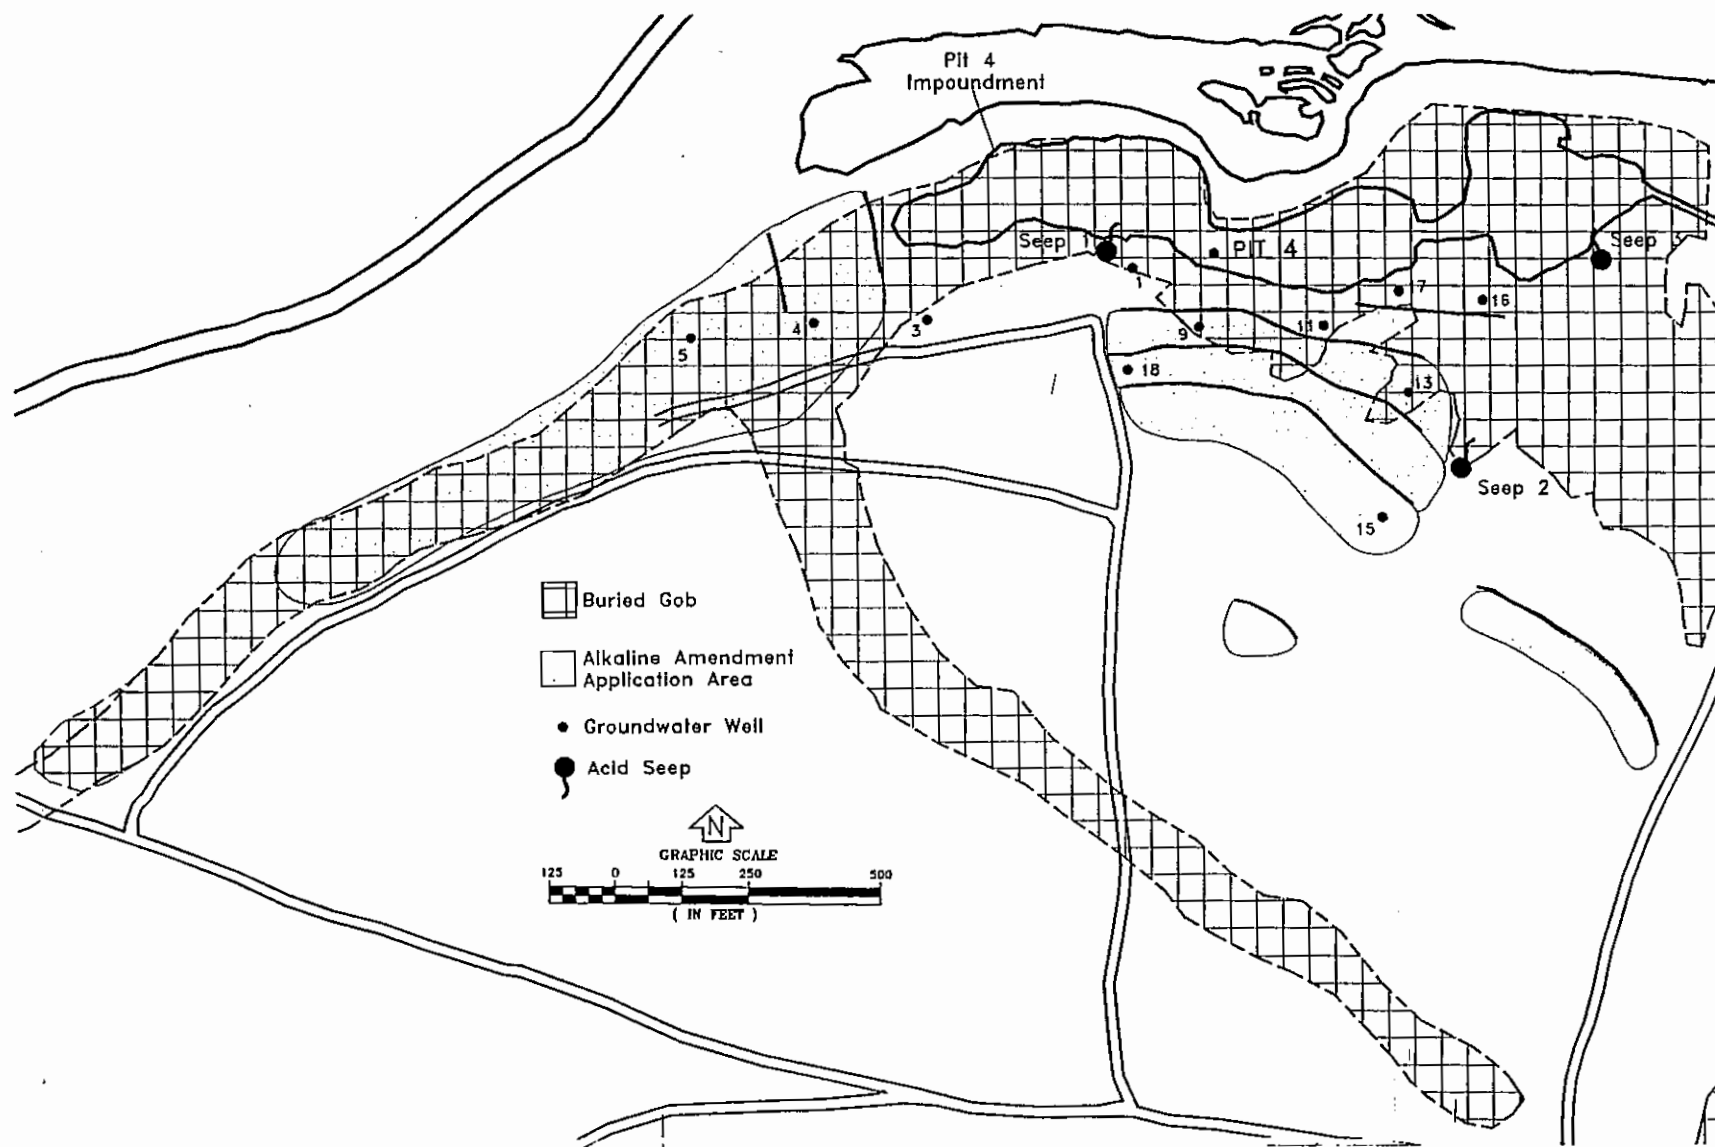 Pit 4
Impoundment
Seep 1
PIT 4
Seep 3
1
7
16
3
4
5
9
11
18
13
Seep 2
15
Buried Gob
Alkaline Amendment
Application Area
Groundwater Well
Acid Seep
N
GRAPHIC SCALE
125 0 125 250 500
( IN FEET )